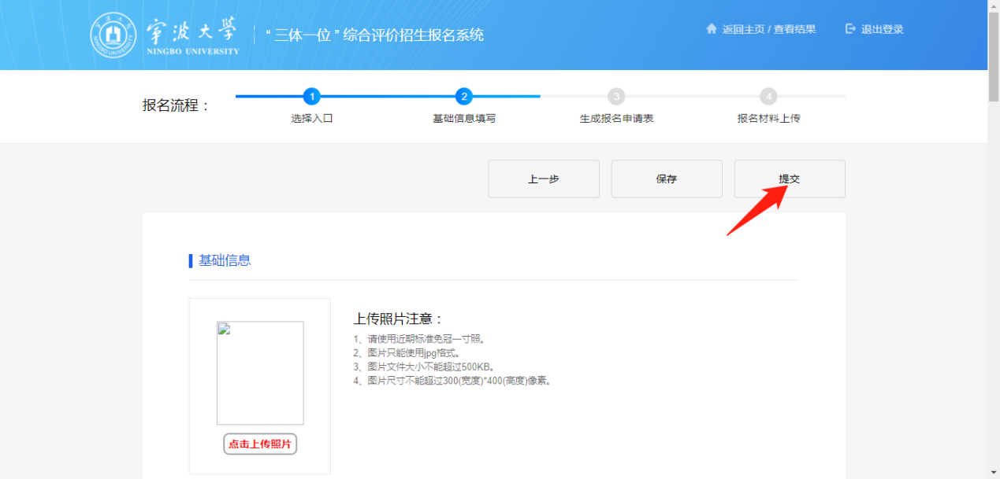 宁波大学
NINGBO UNIVERSITY
“三体一位”综合评价招生报名系统
返回主页 / 查看结果
退出登录
报名流程：
1
2
3
4
选择入口
基础信息填写
生成报名申请表
报名材料上传
上一步
保存
提交
基础信息
上传照片注意：
1、请使用近期标准免冠一寸照。
2、图片只能使用jpg格式。
3、图片文件大小不能超过500KB。
4、图片尺寸不能超过300(宽度)*400(高度)像素。
点击上传照片